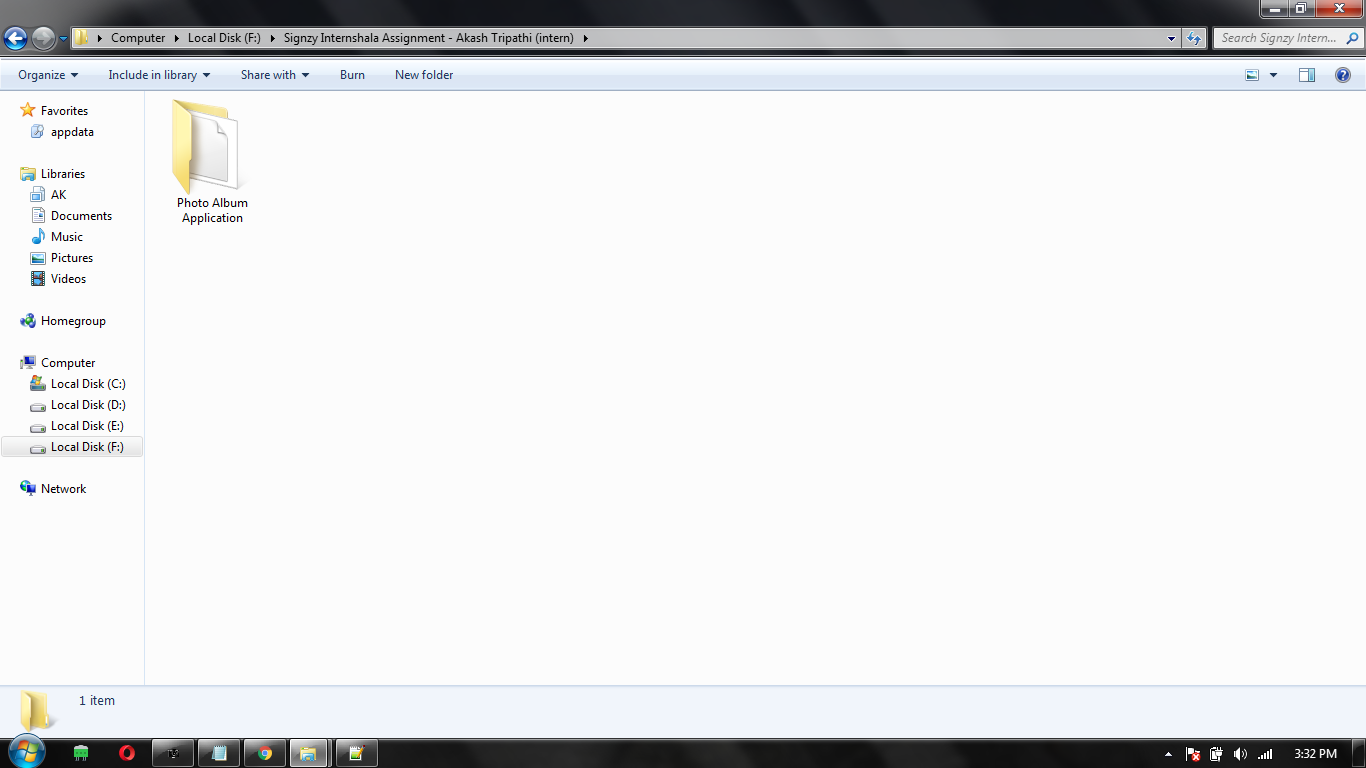 Computer Local Disk (F:) Signzy Internshala Assignment - Akash Tripathi (intern)
Search Signzy Intern...
Organize Include in library Share with Burn New folder
Favorites
appdata
Libraries
AK
Documents
Music
Pictures
Videos
Homegroup
Computer
Local Disk (C:)
Local Disk (D:)
Local Disk (E:)
Local Disk (F:)
Network
Photo Album
Application
1 item
3:32 PM